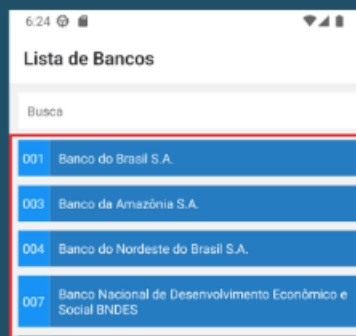 6:24
Lista de Bancos
Busca
001 Banco do Brasil S.A.
003 Banco da Amazônia S.A.
004 Banco do Nordeste do Brasil S.A.
007 Banco Nacional de Desenvolvimento Econômico e
Social BNDES